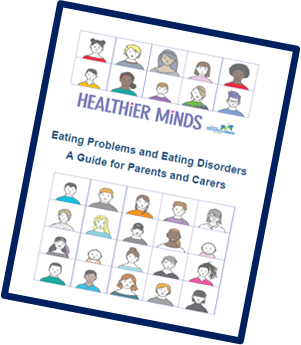 HEALTHiER MiNDS
Eating Problems and Eating Disorders
A Guide for Parents and Carers